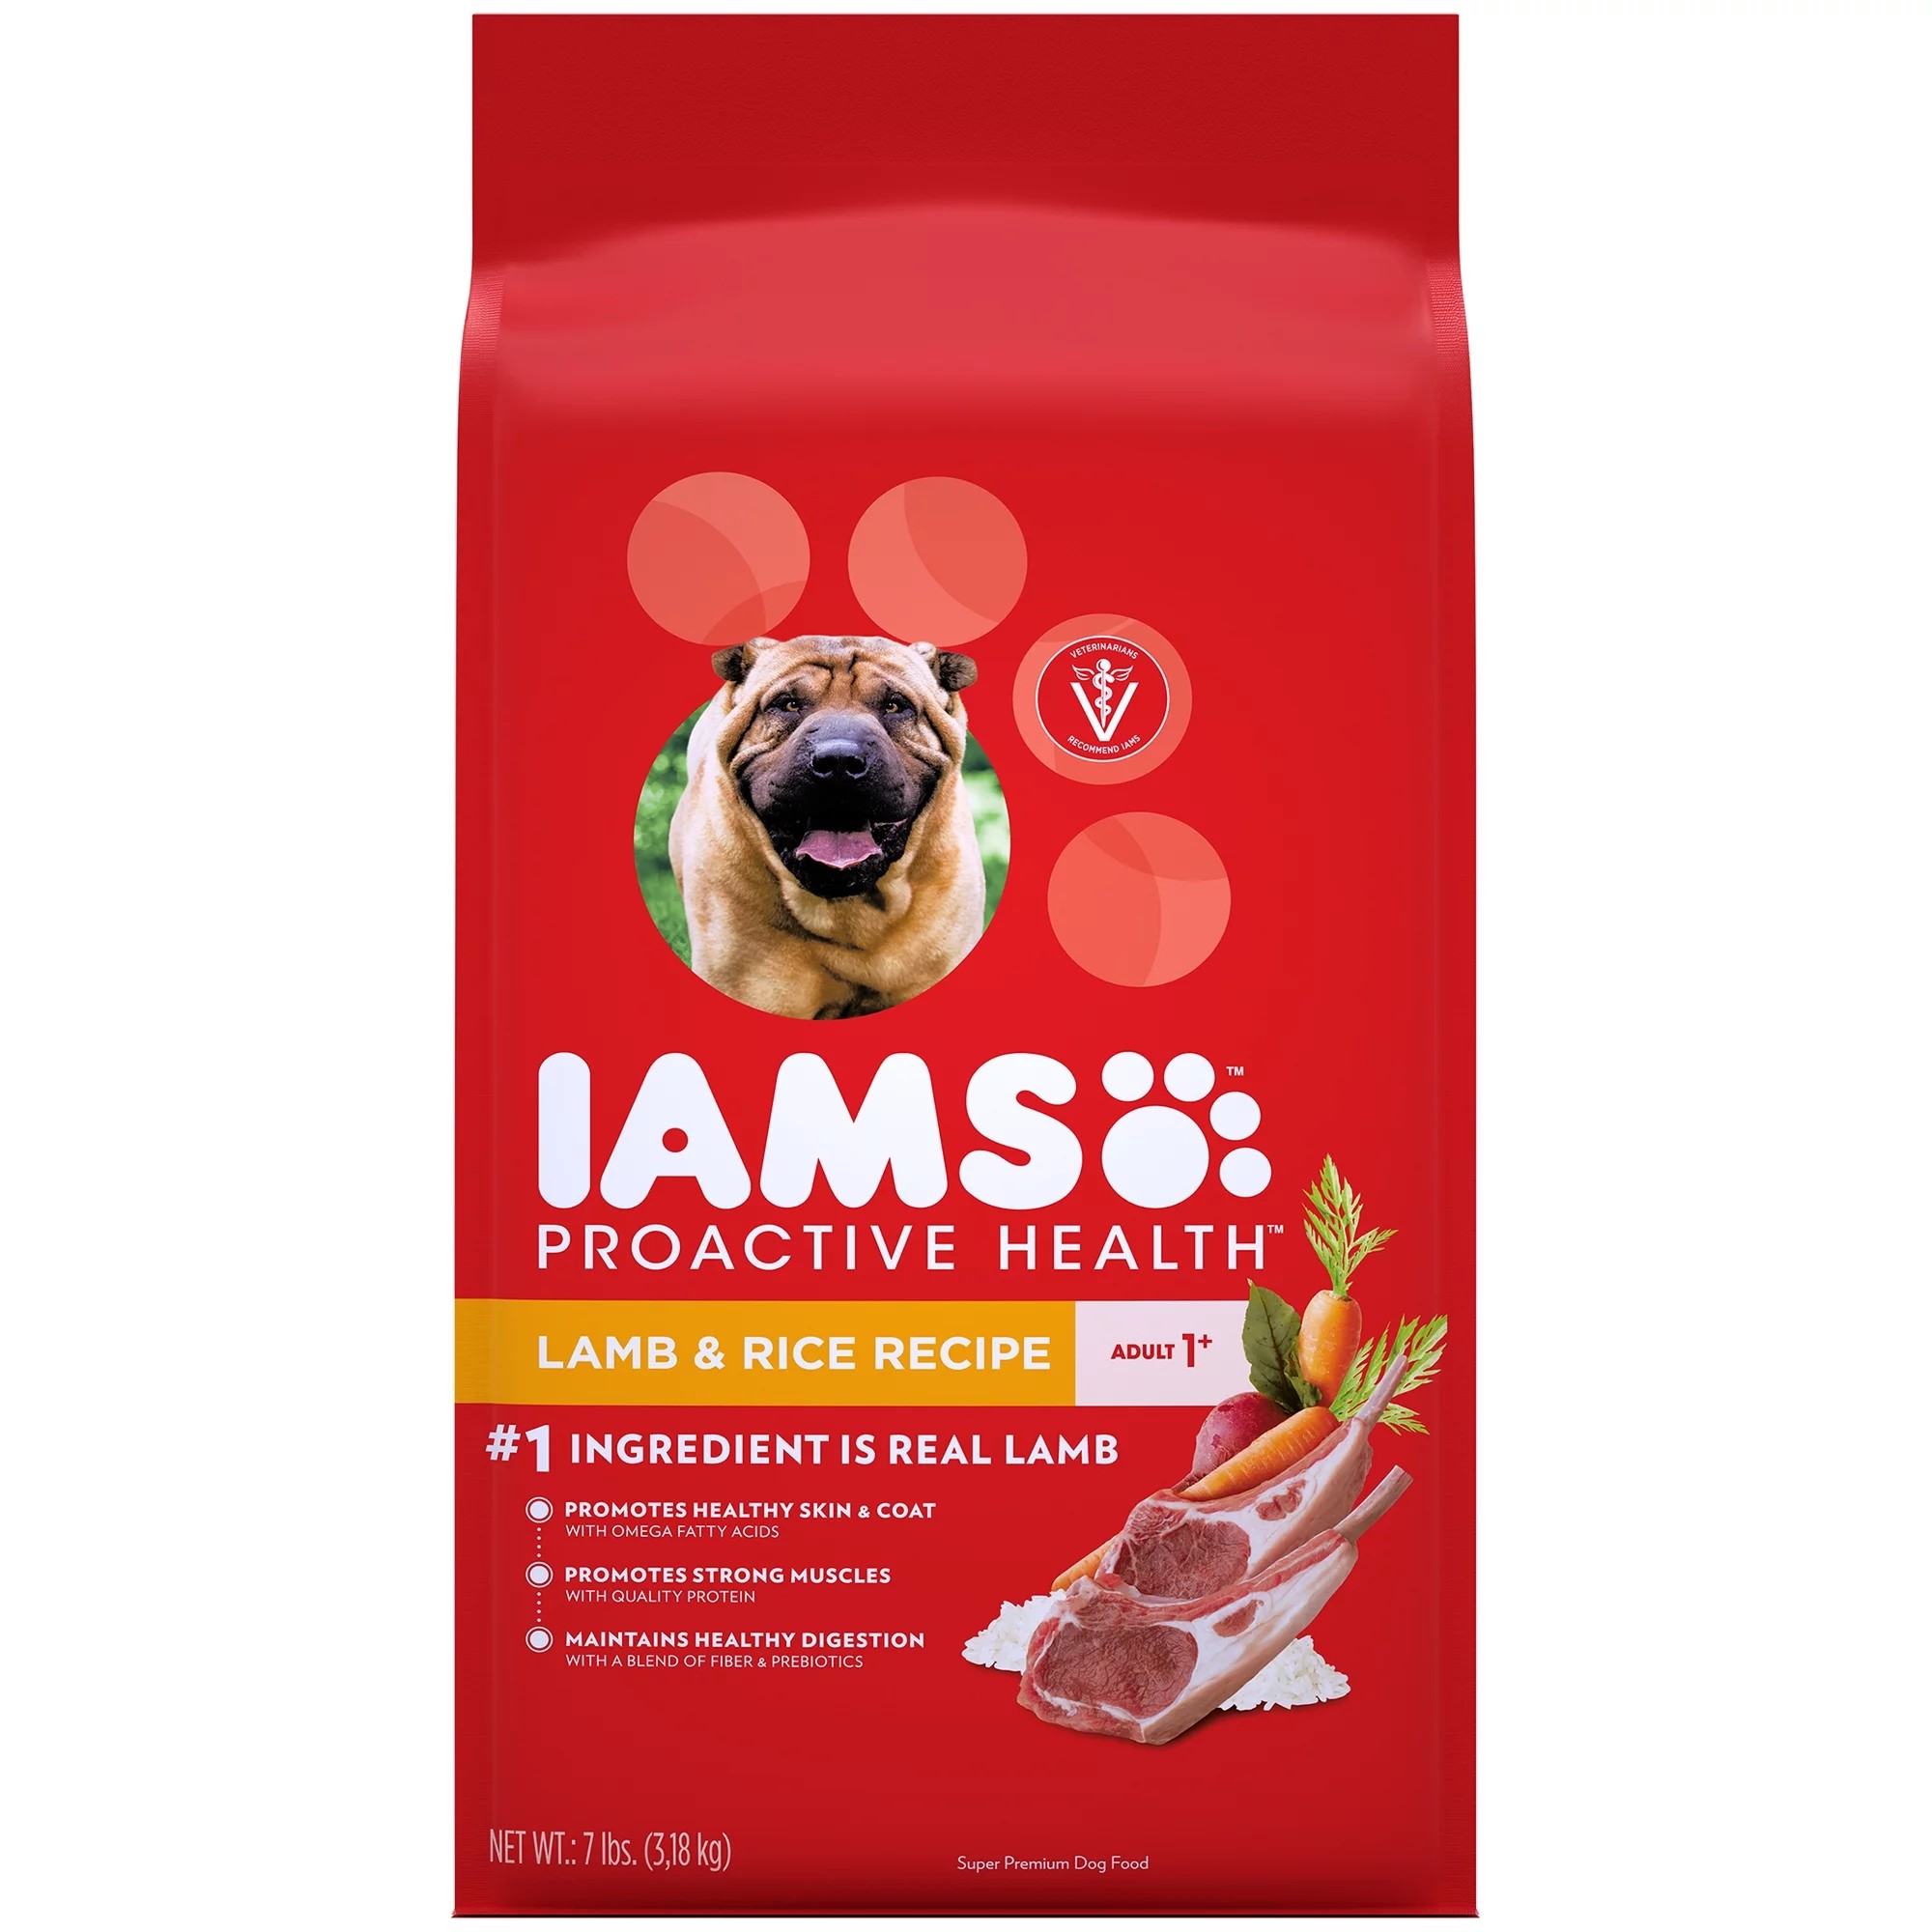 VETERINARIANS
V
RECOMMEND IAMS
IAMS™
PROACTIVE HEALTH™
LAMB & RICE RECIPE
ADULT 1+
#1 INGREDIENT IS REAL LAMB
PROMOTES HEALTHY SKIN & COAT
WITH OMEGA FATTY ACIDS
PROMOTES STRONG MUSCLES
WITH QUALITY PROTEIN
MAINTAINS HEALTHY DIGESTION
WITH A BLEND OF FIBER & PREBIOTICS
NET WT.: 7 lbs. (3,18 kg)
Super Premium Dog Food